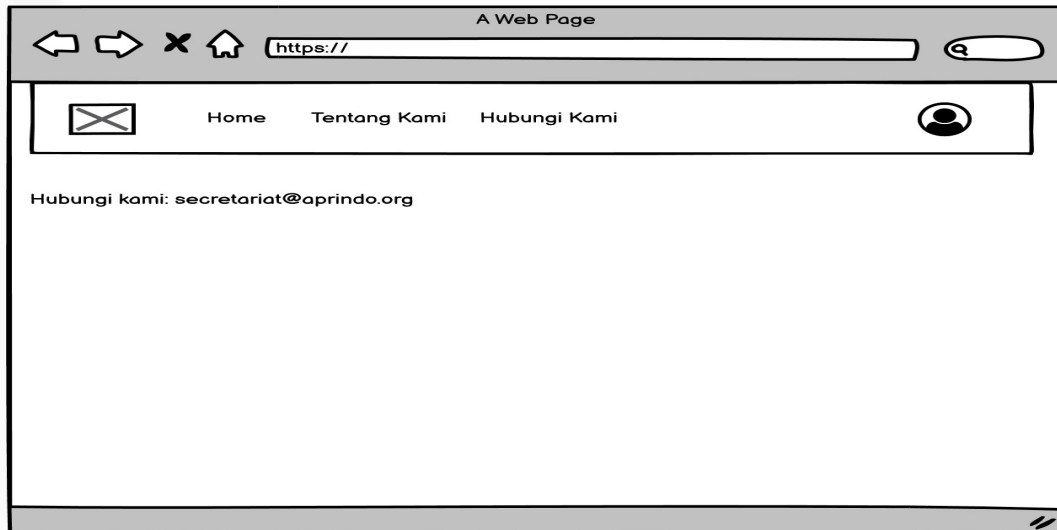 A Web Page
https://
Home Tentang Kami Hubungi Kami
Hubungi kami: secretariat@aprindo.org